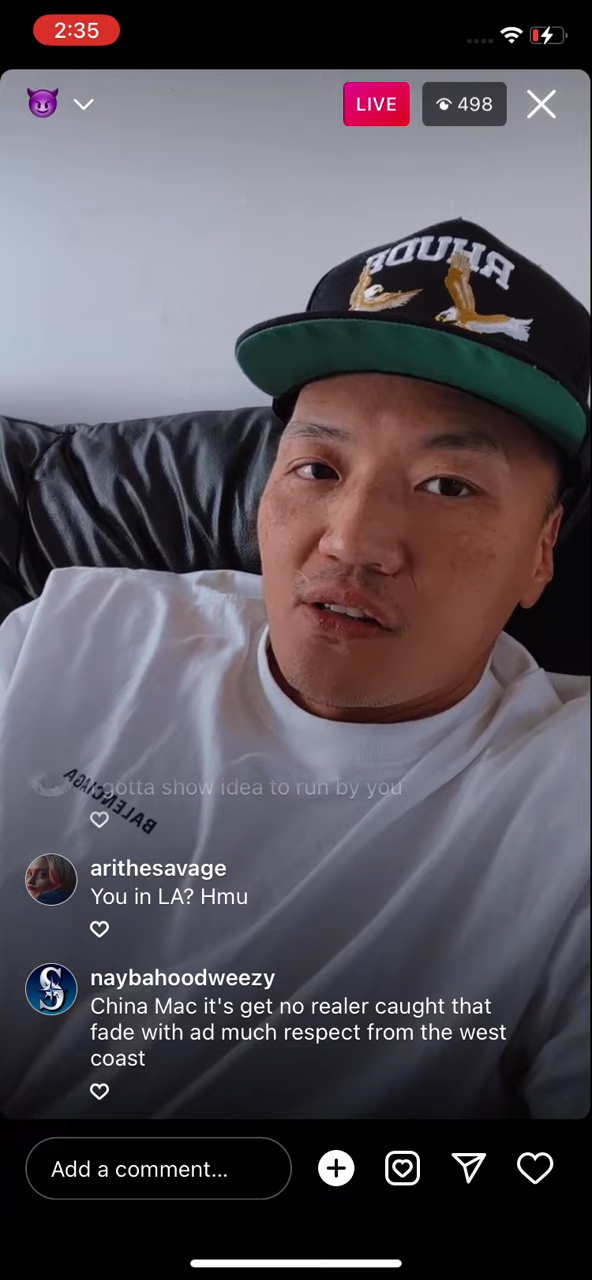 2:35
LIVE
498
RHUDE
gotta show idea to run by you
BALENCIAGA
arithesavage
You in LA? Hmu
naybahoodweezy
China Mac it's get no realer caught that
fade with ad much respect from the west
coast
Add a comment...